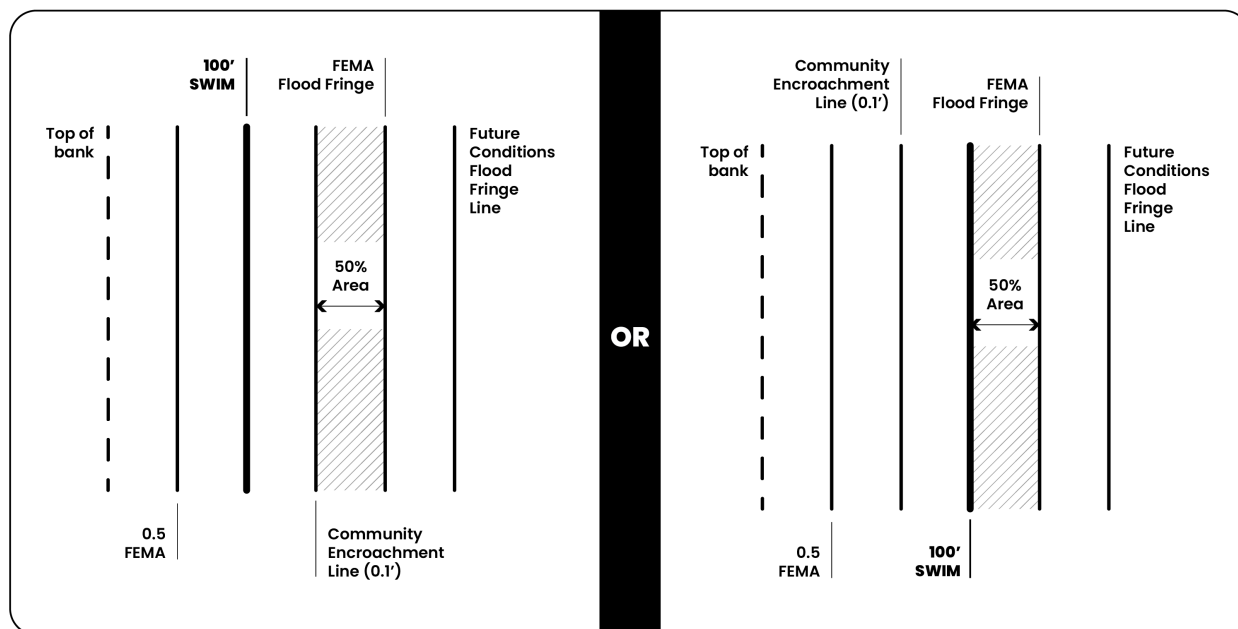 100’
SWIM
FEMA
Flood Fringe
Top of
bank
Future
Conditions
Flood
Fringe
Line
50%
Area
0.5
FEMA
Community
Encroachment
Line (0.1’)
OR
Community
Encroachment
Line (0.1’)
FEMA
Flood Fringe
Top of
bank
Future
Conditions
Flood
Fringe
Line
50%
Area
0.5
FEMA
100’
SWIM